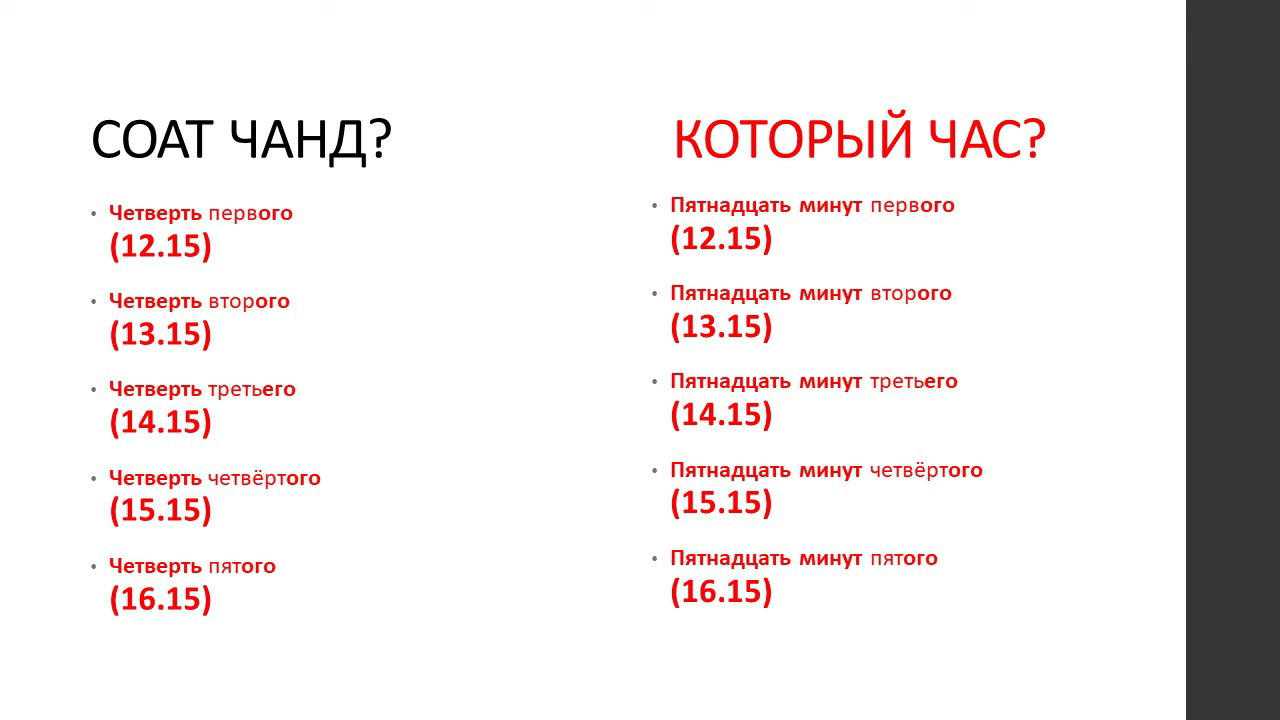 СОАТ ЧАНД?
• Четверть первого
(12.15)
• Четверть второго
(13.15)
• Четверть третьего
(14.15)
• Четверть четвёртого
(15.15)
• Четверть пятого
(16.15)
КОТОРЫЙ ЧАС?
• Пятнадцать минут первого
(12.15)
• Пятнадцать минут второго
(13.15)
• Пятнадцать минут третьего
(14.15)
• Пятнадцать минут четвёртого
(15.15)
• Пятнадцать минут пятого
(16.15)